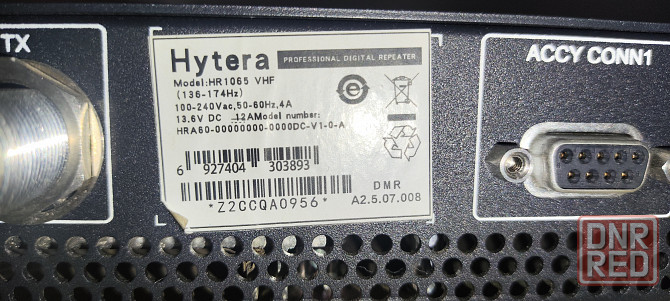 TX
Hytera PROFESSIONAL DIGITAL REPEATER
Model:HR1065 VHF
(136-174Hz)
100-240Vac,50-60Hz,4A
13.6V DC 12AModel number:
HRA60-00000000-0000DC-V1-0-A
6 927404 303893
*Z2CCQA0956*
DMR
A2.5.07.008
ACCY CONN1
DNR
RED